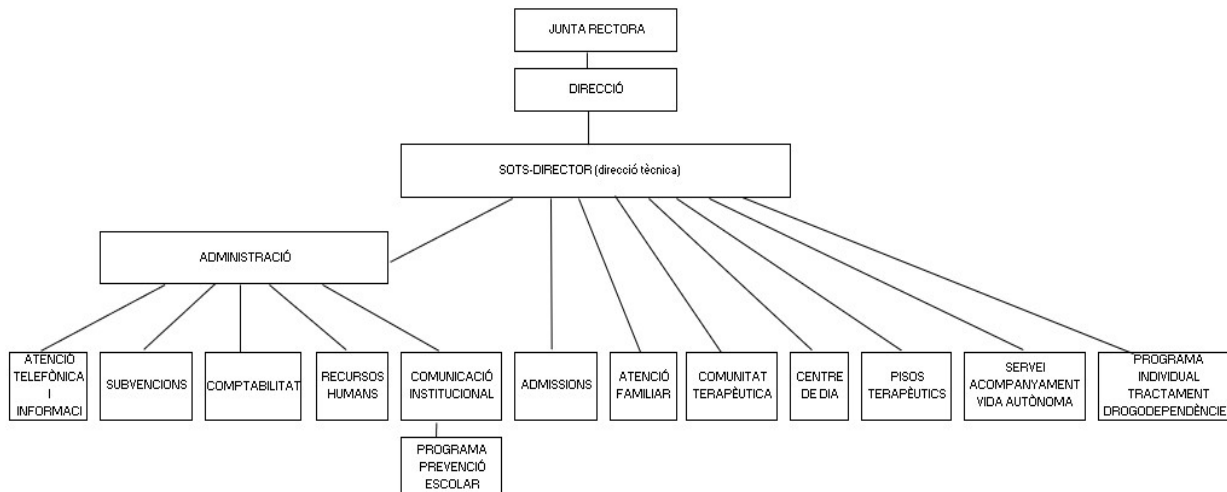 JUNTA RECTORA
DIRECCIÓ
SOTS-DIRECTOR (direcció tècnica)
ADMINISTRACIÓ
ATENCIÓ
TELEFÒNICA
I
INFORMACI
SUBVENCIONS
COMPTABILITAT
RECURSOS
HUMANS
COMUNICACIÓ
INSTITUCIONAL
ADMISSIONS
ATENCIÓ
FAMILIAR
COMUNITAT
TERAPÈUTICA
CENTRE
DE DIA
PISOS
TERAPÈUTICS
SERVEI
ACOMPANYAMENT
VIDA AUTÒNOMA
PROGRAMA
INDIVIDUAL
TRACTAMENT
DROGODEPENDÈNCIE
PROGRAMA
PREVENCIÓ
ESCOLAR